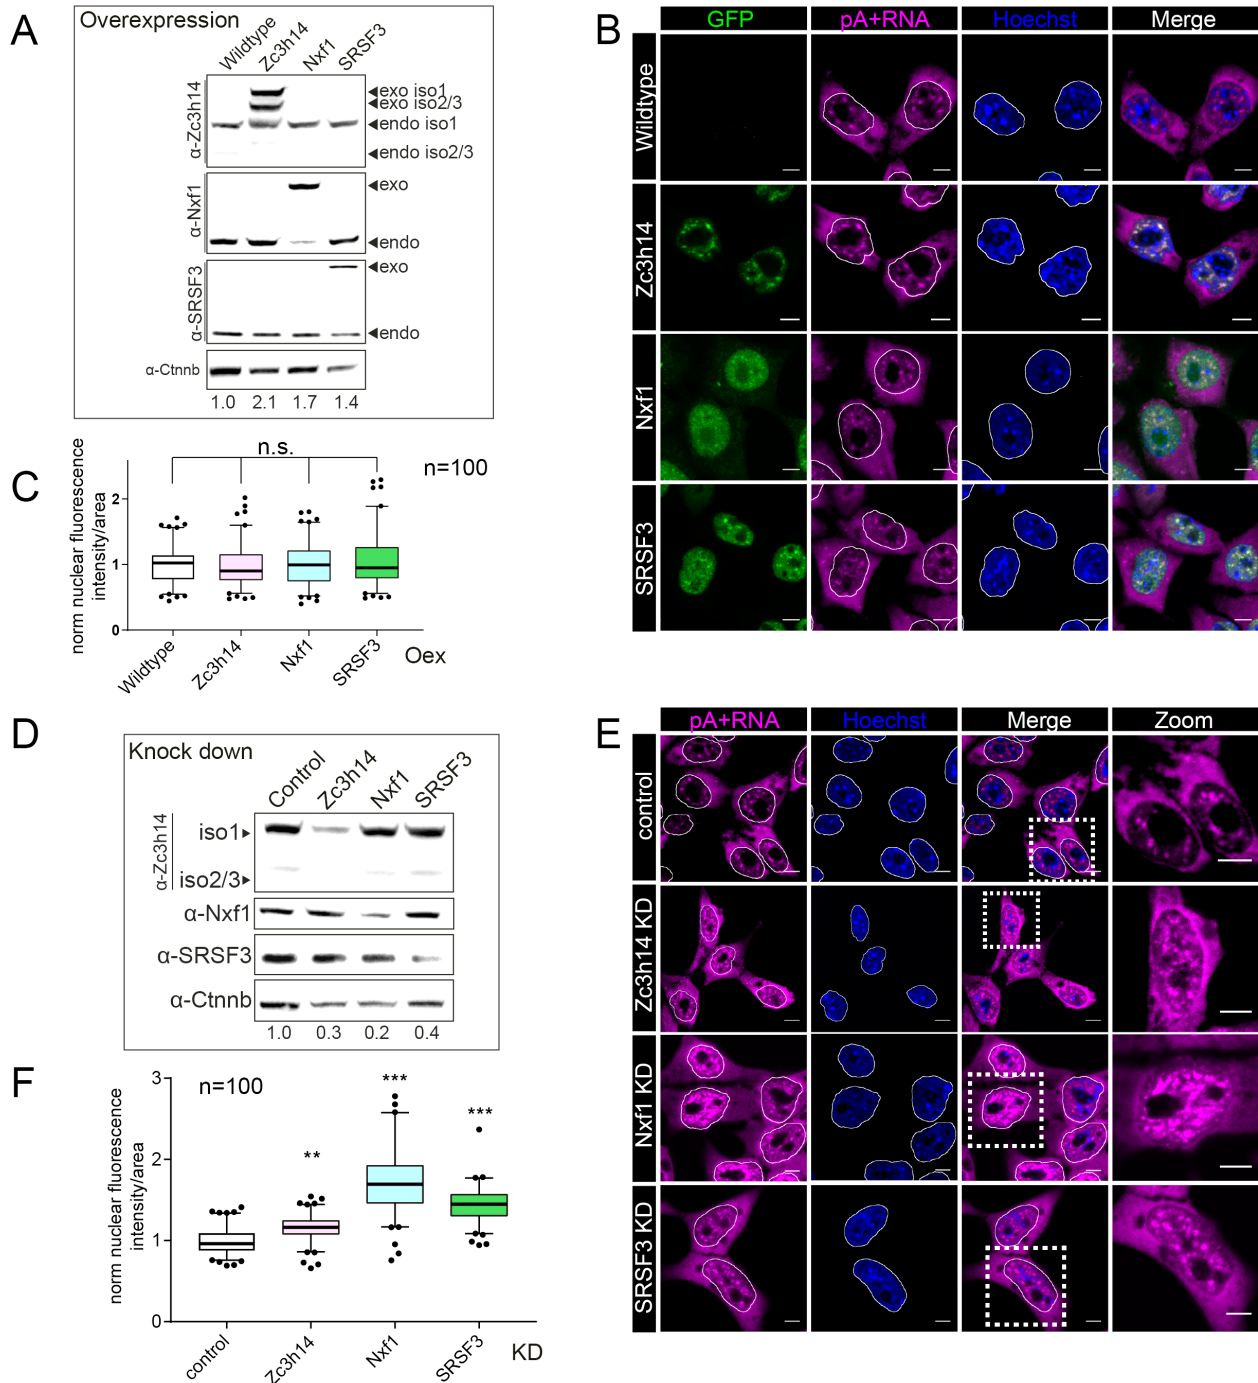 A
Overexpression
Wildtype
Zc3h14
Nxf1
SRSF3
α-Zc3h14
exo iso1
exo iso2/3
endo iso1
endo iso2/3
α-Nxf1
exo
endo
α-SRSF3
exo
endo
α-Ctnnb
1.0 2.1 1.7 1.4
B
GFP pA+RNA Hoechst Merge
Wildtype
Zc3h14
Nxf1
SRSF3
C
n.s.
n=100
norm nuclear fluorescence
intensity/area
2
1
0
Wildtype
Zc3h14
Nxf1
SRSF3
Oex
D
Knock down
Control
Zc3h14
Nxf1
SRSF3
α-Zc3h14
iso1
iso2/3
α-Nxf1
α-SRSF3
α-Ctnnb
1.0 0.3 0.2 0.4
E
pA+RNA Hoechst Merge Zoom
control
Zc3h14 KD
Nxf1 KD
SRSF3 KD
F
n=100
norm nuclear fluorescence
intensity/area
3
2
1
0
**
***
***
control
Zc3h14
Nxf1
SRSF3
KD